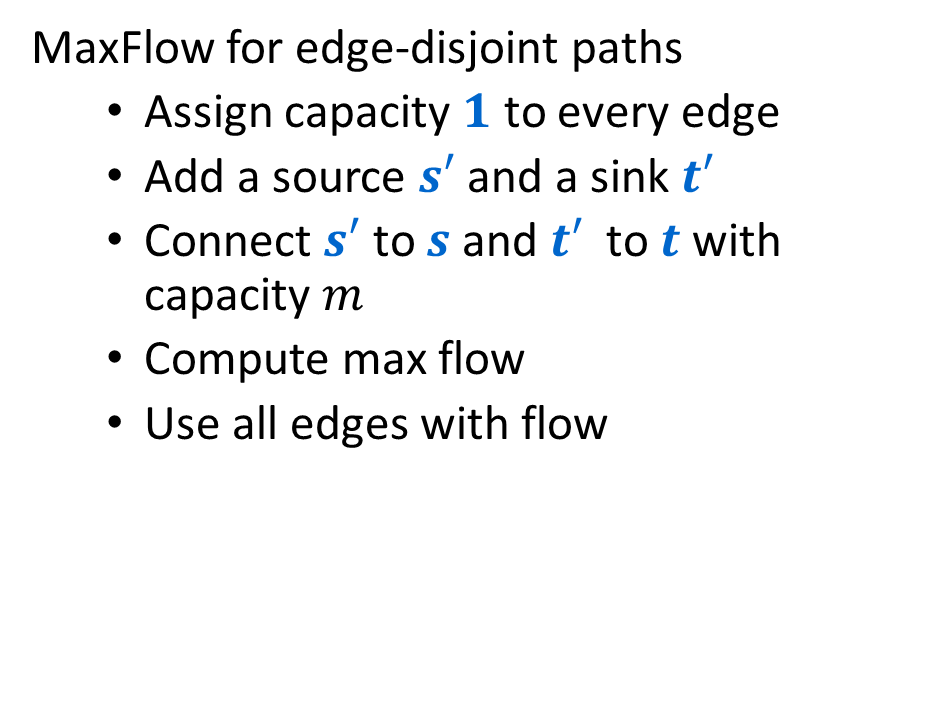 MaxFlow for edge-disjoint paths
• Assign capacity 1 to every edge
• Add a source s′ and a sink t′
• Connect s′ to s and t′ to t with
capacity m
• Compute max flow
• Use all edges with flow